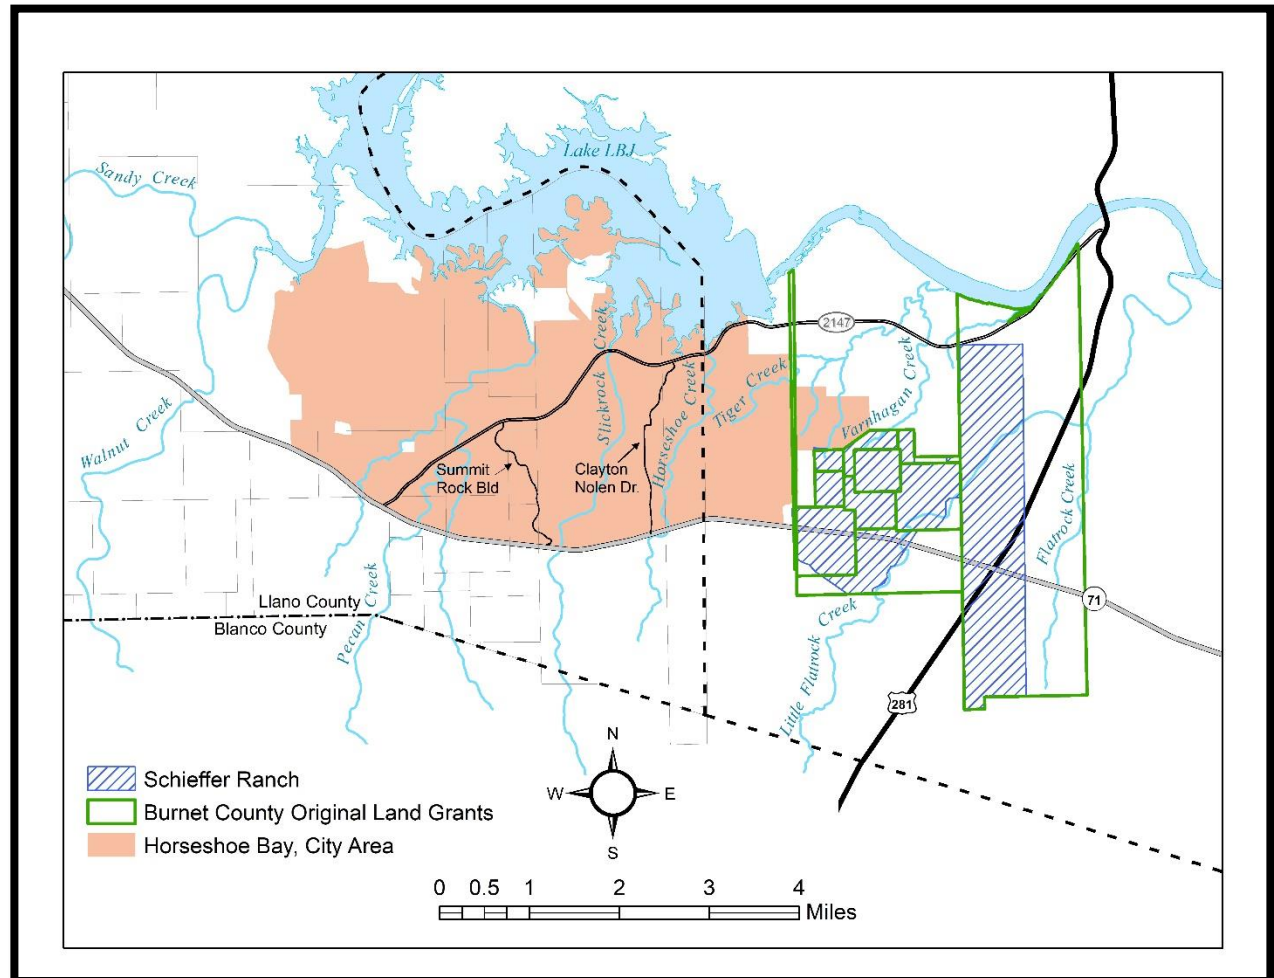 Lake LBJ
Sandy Creek
2147
Slickrock Creek
Horseshoe Creek
Tiger Creek
Varnhagan Creek
Walnut Creek
Summit
Rock Bld
Clayton
Nolen Dr.
Flatrock Creek
Pecan Creek
Llano County
Blanco County
71
Little Flatrock Creek
281
N
W
E
S
Schieffer Ranch
Burnet County Original Land Grants
Horseshoe Bay, City Area
0 0.5 1 2 3 4
Miles